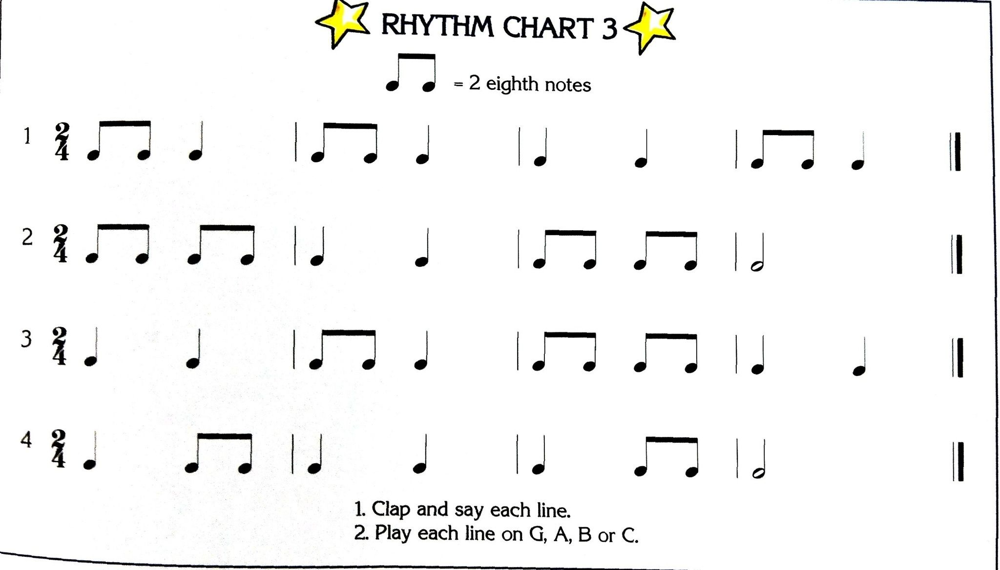 RHYTHM CHART 3
= 2 eighth notes
1 2/4
2 2/4
3 2/4
4 2/4
1. Clap and say each line.
2. Play each line on G, A, B or C.